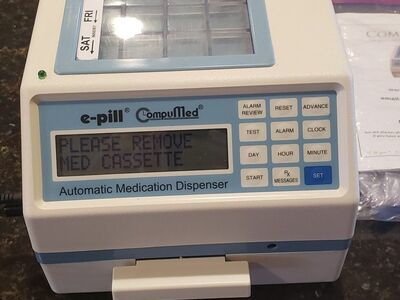 SAT FRI
e-pill® CompuMed®
PLEASE REMOVE
MED CASSETTE
Automatic Medication Dispenser
ALARM REVIEW RESET ADVANCE
TEST ALARM CLOCK
DAY HOUR MINUTE
START Rx MESSAGES SET